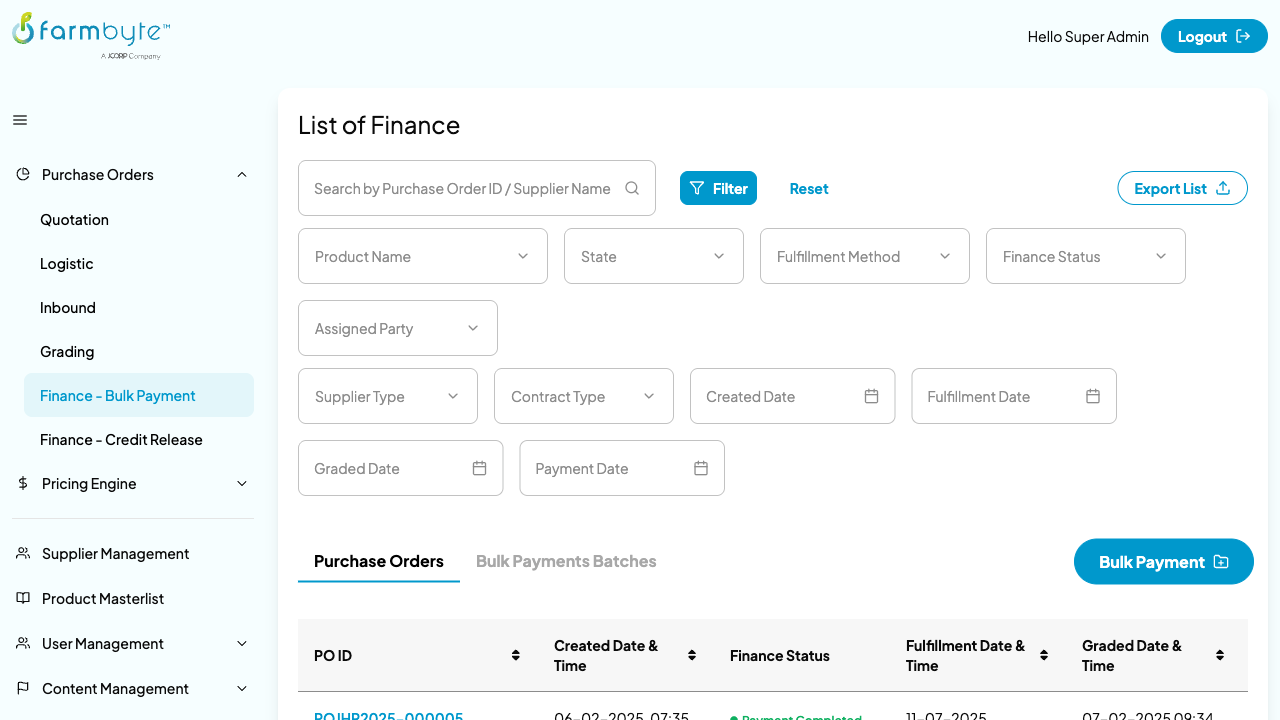 farmbyte™
A JCORP Company
Hello Super Admin
Logout
Purchase Orders
Quotation
Logistic
Inbound
Grading
Finance - Bulk Payment
Finance - Credit Release
Pricing Engine
Supplier Management
Product Masterlist
User Management
Content Management
List of Finance
Search by Purchase Order ID / Supplier Name
Filter
Reset
Export List
Product Name
State
Fulfillment Method
Finance Status
Assigned Party
Supplier Type
Contract Type
Created Date
Fulfillment Date
Graded Date
Payment Date
Purchase Orders
Bulk Payments Batches
Bulk Payment
PO ID
Created Date &
Time
Finance Status
Fulfillment Date &
Time
Graded Date &
Time
POJHR2025-000005
06-02-2025, 07:35
Payment Completed
11-07-2025
07-02-2025 09:34